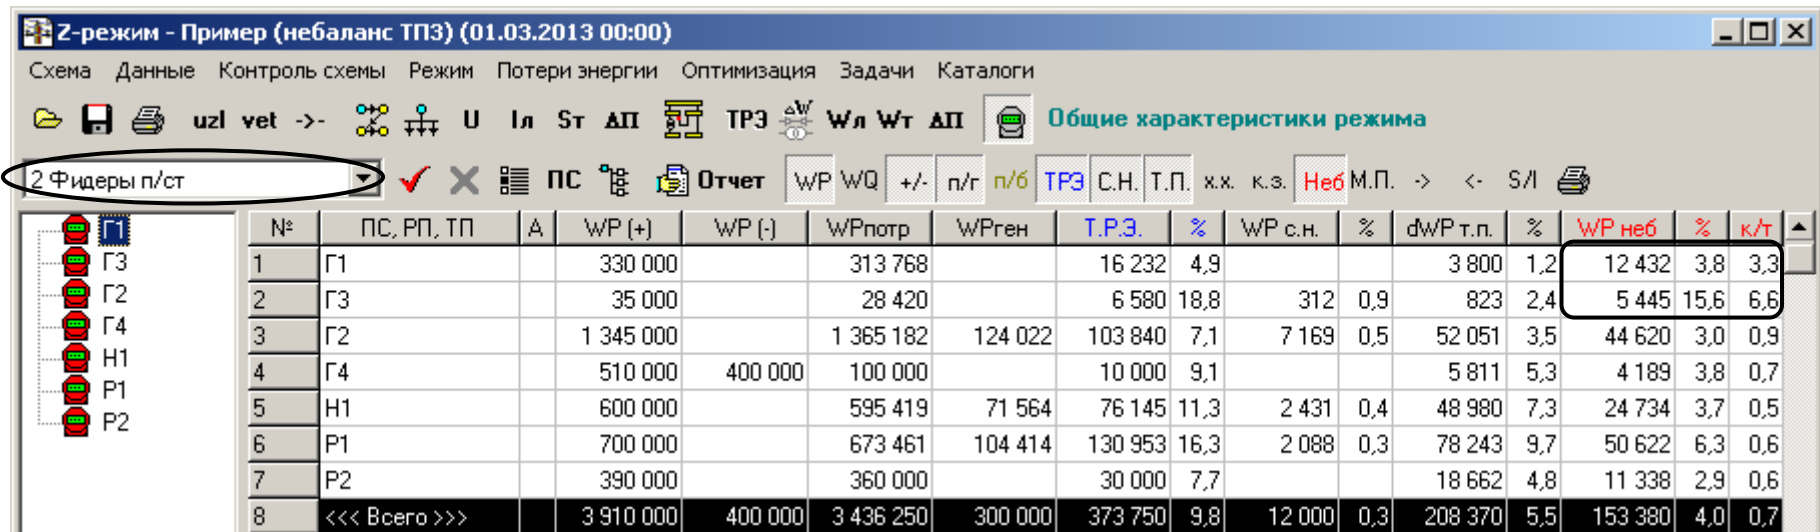 Z-режим - Пример (небаланс ТПЗ) (01.03.2013 00:00)
Схема Данные Контроль схемы Режим Потери энергии Оптимизация Задачи Каталоги
uzl vet ->- U Iл Sт ΔП ТРЭ ΔW Wл Wт ΔП Общие характеристики режима
2 Фидеры п/ст ПС Отчет WP WQ +/- п/г п/б ТРЭ С.Н. Т.П. х.х. к.з. Неб М.П. -> <- S/I
Г1
Г3
Г2
Г4
Н1
Р1
Р2
№ ПС, РП, ТП А WP (+) WP (-) WPпотр WPген Т.Р.Э. % WP с.н. % dWP т.п. % WP неб % к/т
1 Г1 330 000 313 768 16 232 4,9 3 800 1,2 12 432 3,8 3,3
2 Г3 35 000 28 420 6 580 18,8 312 0,9 823 2,4 5 445 15,6 6,6
3 Г2 1 345 000 1 365 182 124 022 103 840 7,1 7 169 0,5 52 051 3,5 44 620 3,0 0,9
4 Г4 510 000 400 000 100 000 10 000 9,1 5 811 5,3 4 189 3,8 0,7
5 Н1 600 000 595 419 71 564 76 145 11,3 2 431 0,4 48 980 7,3 24 734 3,7 0,5
6 Р1 700 000 673 461 104 414 130 953 16,3 2 088 0,3 78 243 9,7 50 622 6,3 0,6
7 Р2 390 000 360 000 30 000 7,7 18 662 4,8 11 338 2,9 0,6
8 <<< Всего >>> 3 910 000 400 000 3 436 250 300 000 373 750 9,8 12 000 0,3 208 370 5,5 153 380 4,0 0,7